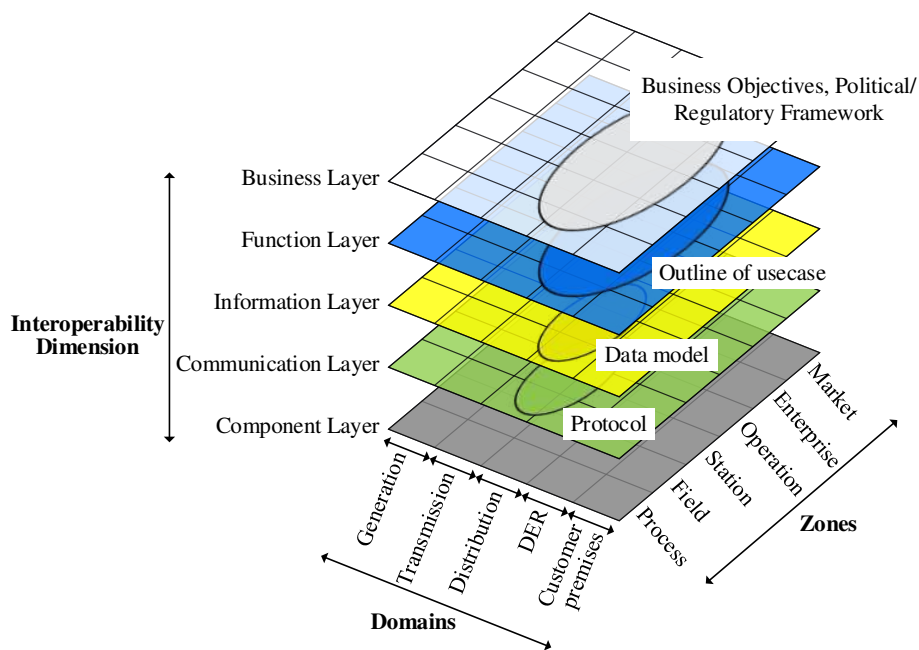 Business Objectives, Political/
Regulatory Framework
Business Layer
Function Layer
Outline of usecase
Information Layer
Interoperability
Dimension
Data model
Communication Layer
Protocol
Component Layer
Market
Enterprise
Operation
Station
Field
Process
Zones
Generation
Transmission
Distribution
DER
Customer
premises
Domains